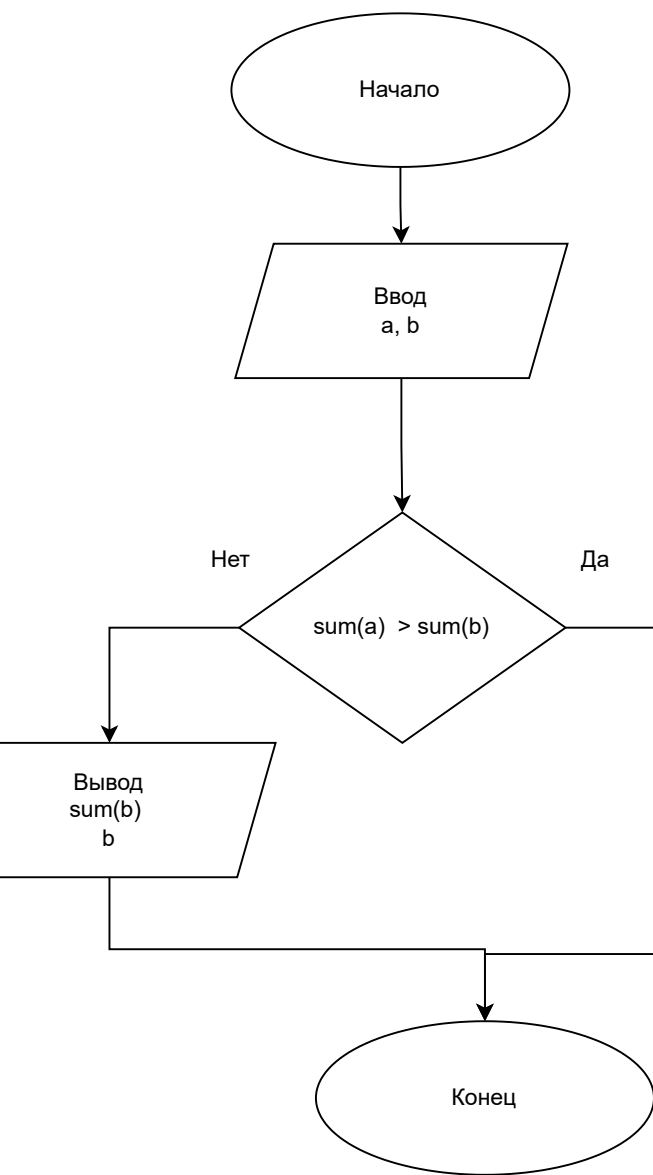 Начало
Ввод
a, b
Нет
Да
sum(a) > sum(b)
Вывод
sum(b)
b
Конец